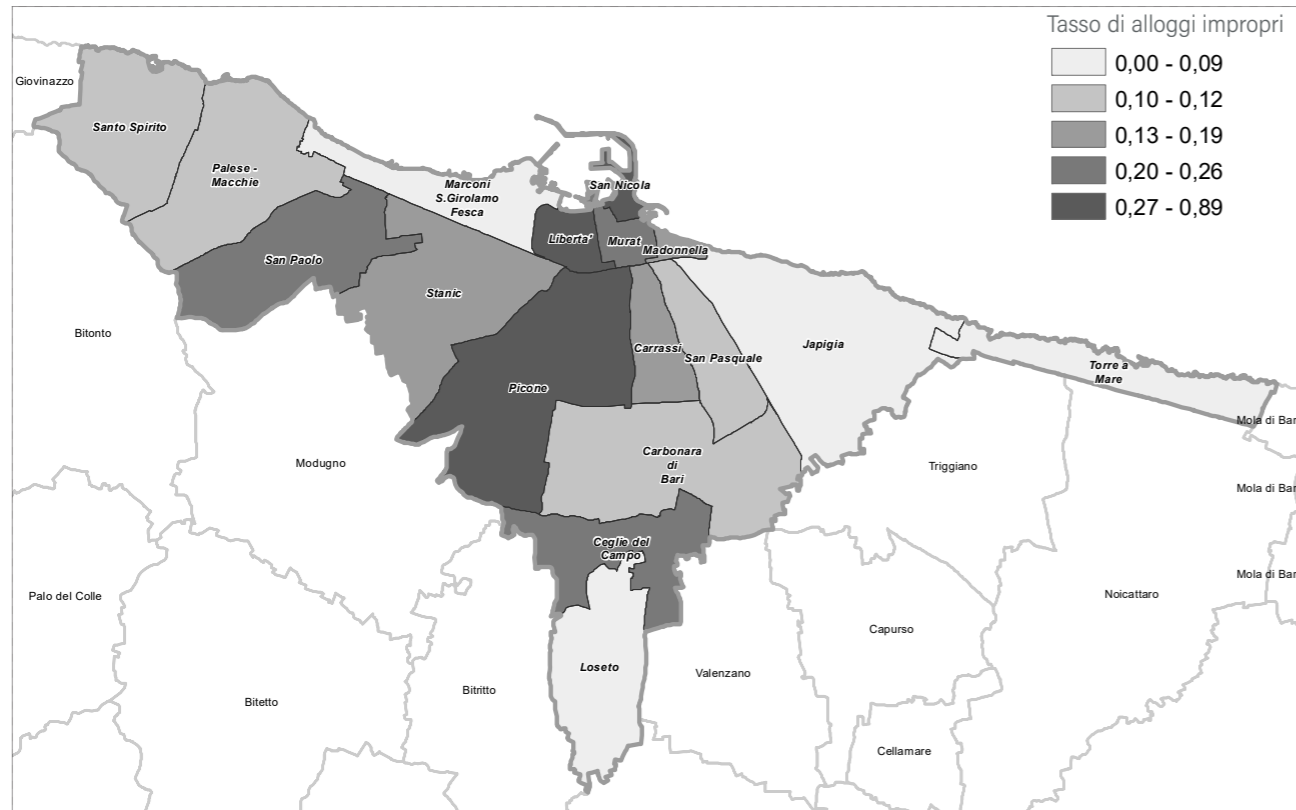 Tasso di alloggi impropri
0,00 - 0,09
0,10 - 0,12
0,13 - 0,19
0,20 - 0,26
0,27 - 0,89
Giovinazzo
Santo Spirito
Palese -
Macchie
Marconi
S.Girolamo
Fesca
San Nicola
Liberta'
Murat
Madonnella
San Paolo
Stanic
Bitonto
Carrassi
San Pasquale
Japigia
Torre a
Mare
Picone
Mola di Bar
Modugno
Carbonara
di
Bari
Triggiano
Mola di Bar
Ceglie del
Campo
Mola di Bar
Palo del Colle
Noicattaro
Capurso
Loseto
Valenzano
Bitritto
Bitetto
Cellamare